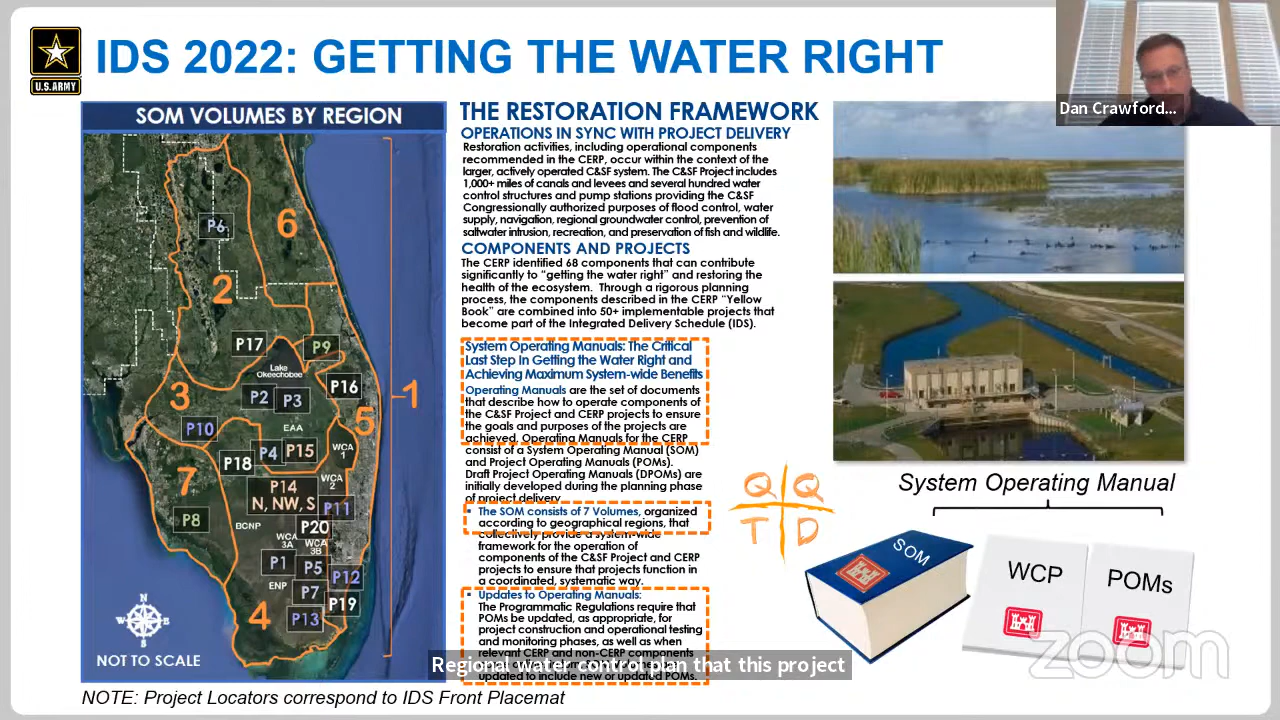 IDS 2022: GETTING THE WATER RIGHT
U.S.ARMY
Dan Crawford...
SOM VOLUMES BY REGION
P6
6
2
P17
P9
Lake
Okeechobee
P16
3
P2
P3
1
5
P10
EAA
WCA
1
P4
P15
P18
7
WCA
2
P14
N, NW, S
P11
P8
BCNP
P20
WCA
3A
WCA
3B
P1
P5
P12
ENP
P7
P19
4
P13
N
W
E
S
NOT TO SCALE
NOTE: Project Locators correspond to IDS Front Placemat
THE RESTORATION FRAMEWORK
OPERATIONS IN SYNC WITH PROJECT DELIVERY
Restoration activities, including operational components
recommended in the CERP, occur within the context of the
larger, actively operated C&SF system. The C&SF Project includes
1,000+ miles of canals and levees and several hundred water
control structures and pump stations providing the C&SF
Congressionally authorized purposes of flood control, water
supply, navigation, regional groundwater control, prevention of
saltwater intrusion, recreation, and preservation of fish and wildlife.
COMPONENTS AND PROJECTS
The CERP identified 68 components that can contribute
significantly to “getting the water right” and restoring the
health of the ecosystem. Through a rigorous planning
process, the components described in the CERP “Yellow
Book” are combined into 50+ implementable projects that
become part of the Integrated Delivery Schedule (IDS).
System Operating Manuals: The Critical
Last Step In Getting the Water Right and
Achieving Maximum System-wide Benefits
Operating Manuals are the set of documents
that describe how to operate components of
the C&SF Project and CERP projects to ensure
the goals and purposes of the projects are
achieved. Operating Manuals for the CERP
consist of a System Operating Manual (SOM)
and Project Operating Manuals (POMs).
Draft Project Operating Manuals (DPOMs) are
initially developed during the planning phase
of project delivery.
▪ The SOM consists of 7 Volumes, organized
according to geographical regions, that
collectively provide a system-wide
framework for the operation of
components of the C&SF Project and CERP
projects to ensure that projects function in
a coordinated, systematic way.
▪ Updates to Operating Manuals:
The Programmatic Regulations require that
POMs be updated, as appropriate, for
project construction and operational testing
and monitoring phases, as well as when
relevant CERP and non-CERP components
updated to include new or updated POMs.
Regional water control plan that this project
Q Q
T D
System Operating Manual
SOM
WCP
POMs
zoom